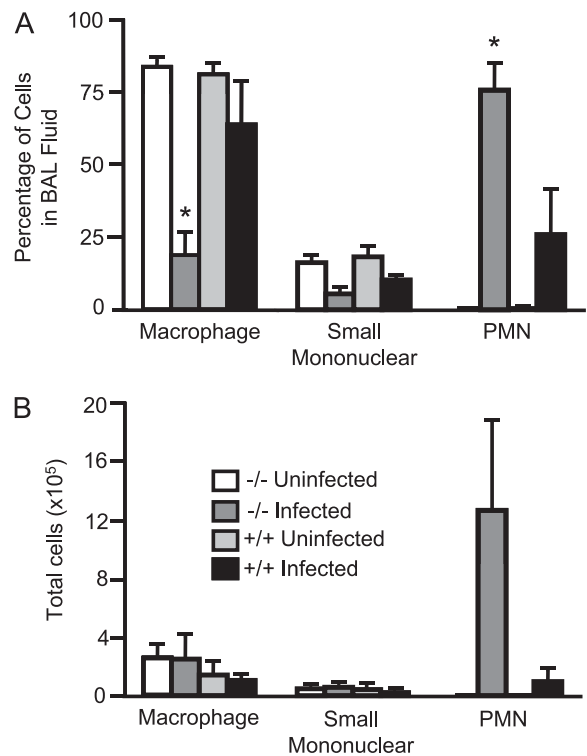 A
Percentage of Cells
in BAL Fluid
100
75
50
25
0
*
*
Macrophage
Small
Mononuclear
PMN
B
Total cells (x10⁵)
20
16
12
8
4
0
-/- Uninfected
-/- Infected
+/+ Uninfected
+/+ Infected
Macrophage
Small
Mononuclear
PMN